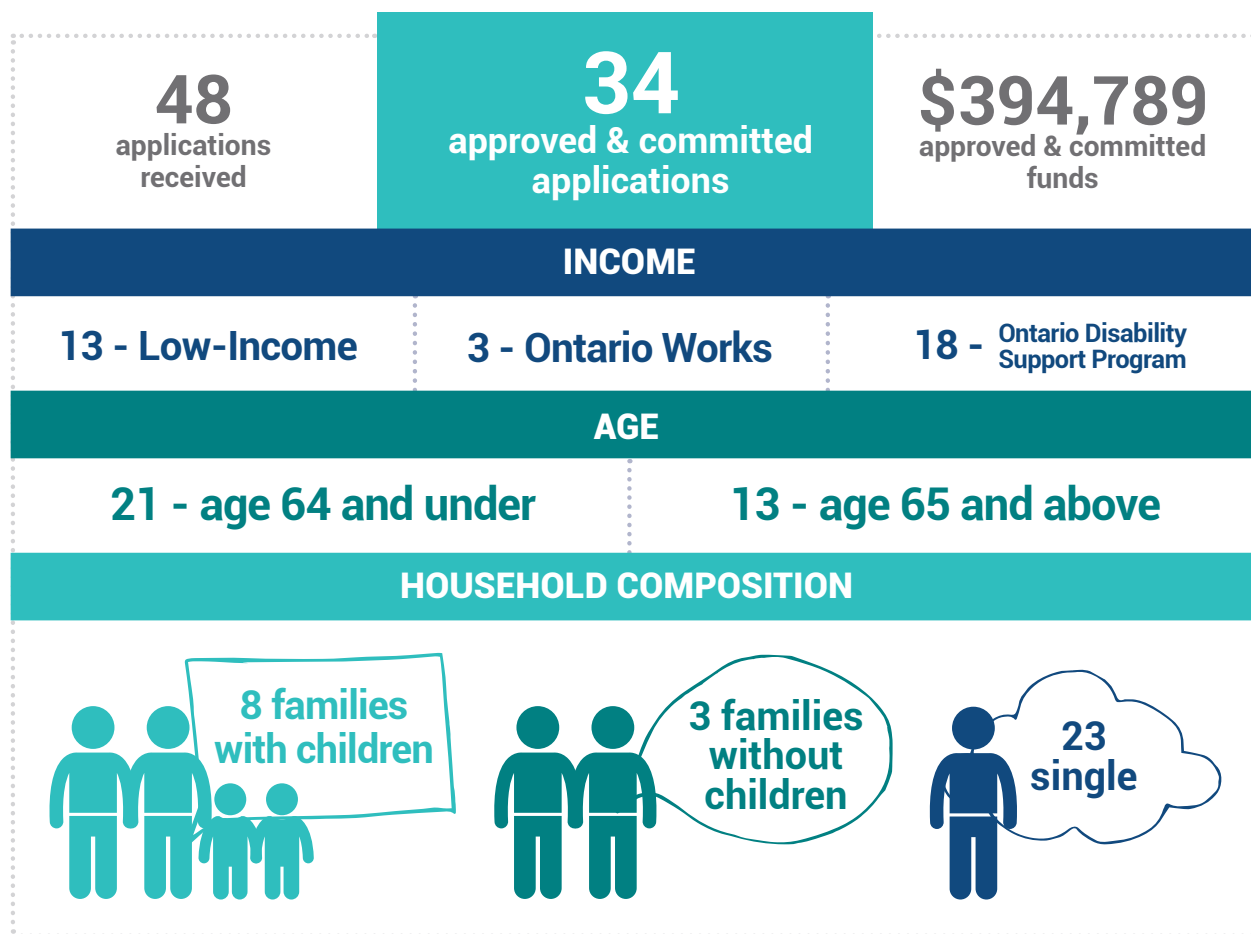 48
applications
received
34
approved & committed
applications
$394,789
approved & committed
funds
INCOME
13 - Low-Income
3 - Ontario Works
18 - Ontario Disability
Support Program
AGE
21 - age 64 and under
13 - age 65 and above
HOUSEHOLD COMPOSITION
8 families
with children
3 families
without
children
23
single